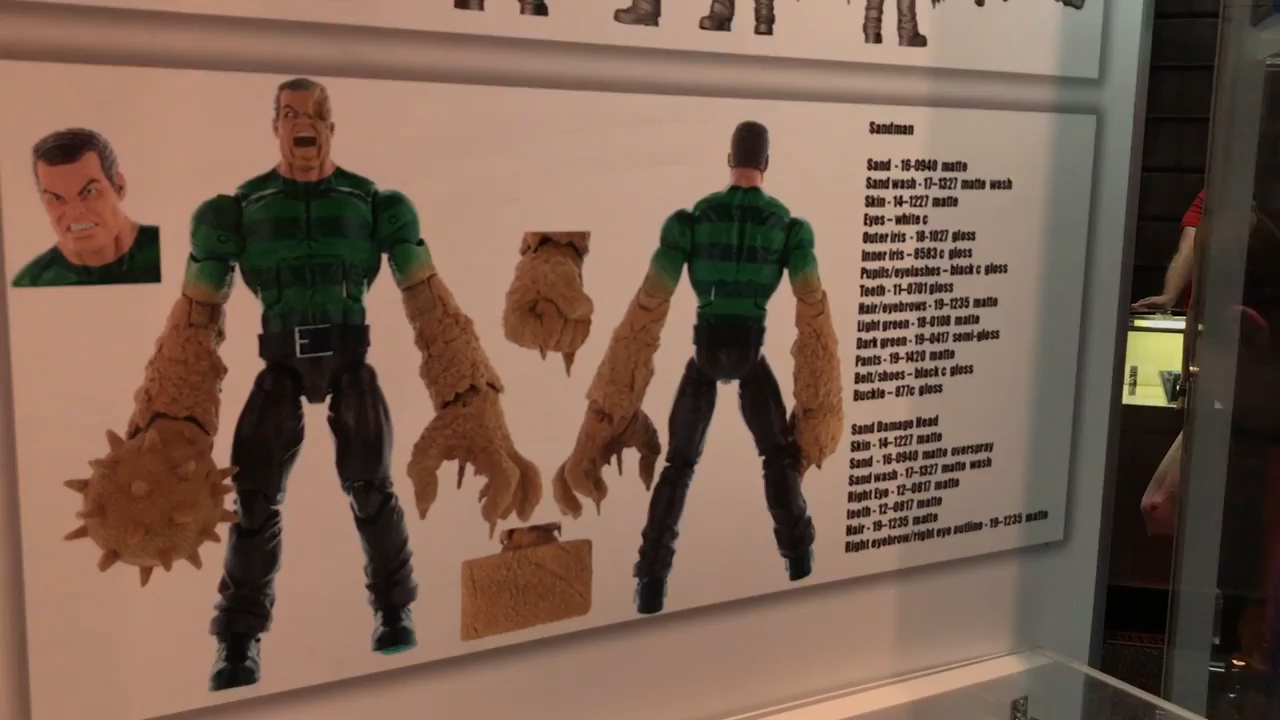 Sandman
Sand - 16-0940 matte
Sand wash - 17-1327 matte wash
Skin - 14-1227 matte
Eyes – white c
Outer iris - 18-1027 gloss
Inner iris – 8583 c gloss
Pupils/eyelashes – black c gloss
Teeth - 11-0701 gloss
Hair/eyebrows - 19-1235 matte
Light green - 18-0108 matte
Dark green - 19-0417 semi-gloss
Pants - 19-1420 matte
Belt/shoes – black c gloss
Buckle – 877c gloss
Sand Damage Head
Skin - 14-1227 matte
Sand - 16-0940 matte overspray
Sand wash - 17-1327 matte wash
Right Eye - 12-0817 matte
teeth - 12-0817 matte
Hair - 19-1235 matte
Right eyebrow/right eye outline - 19-1235 matte